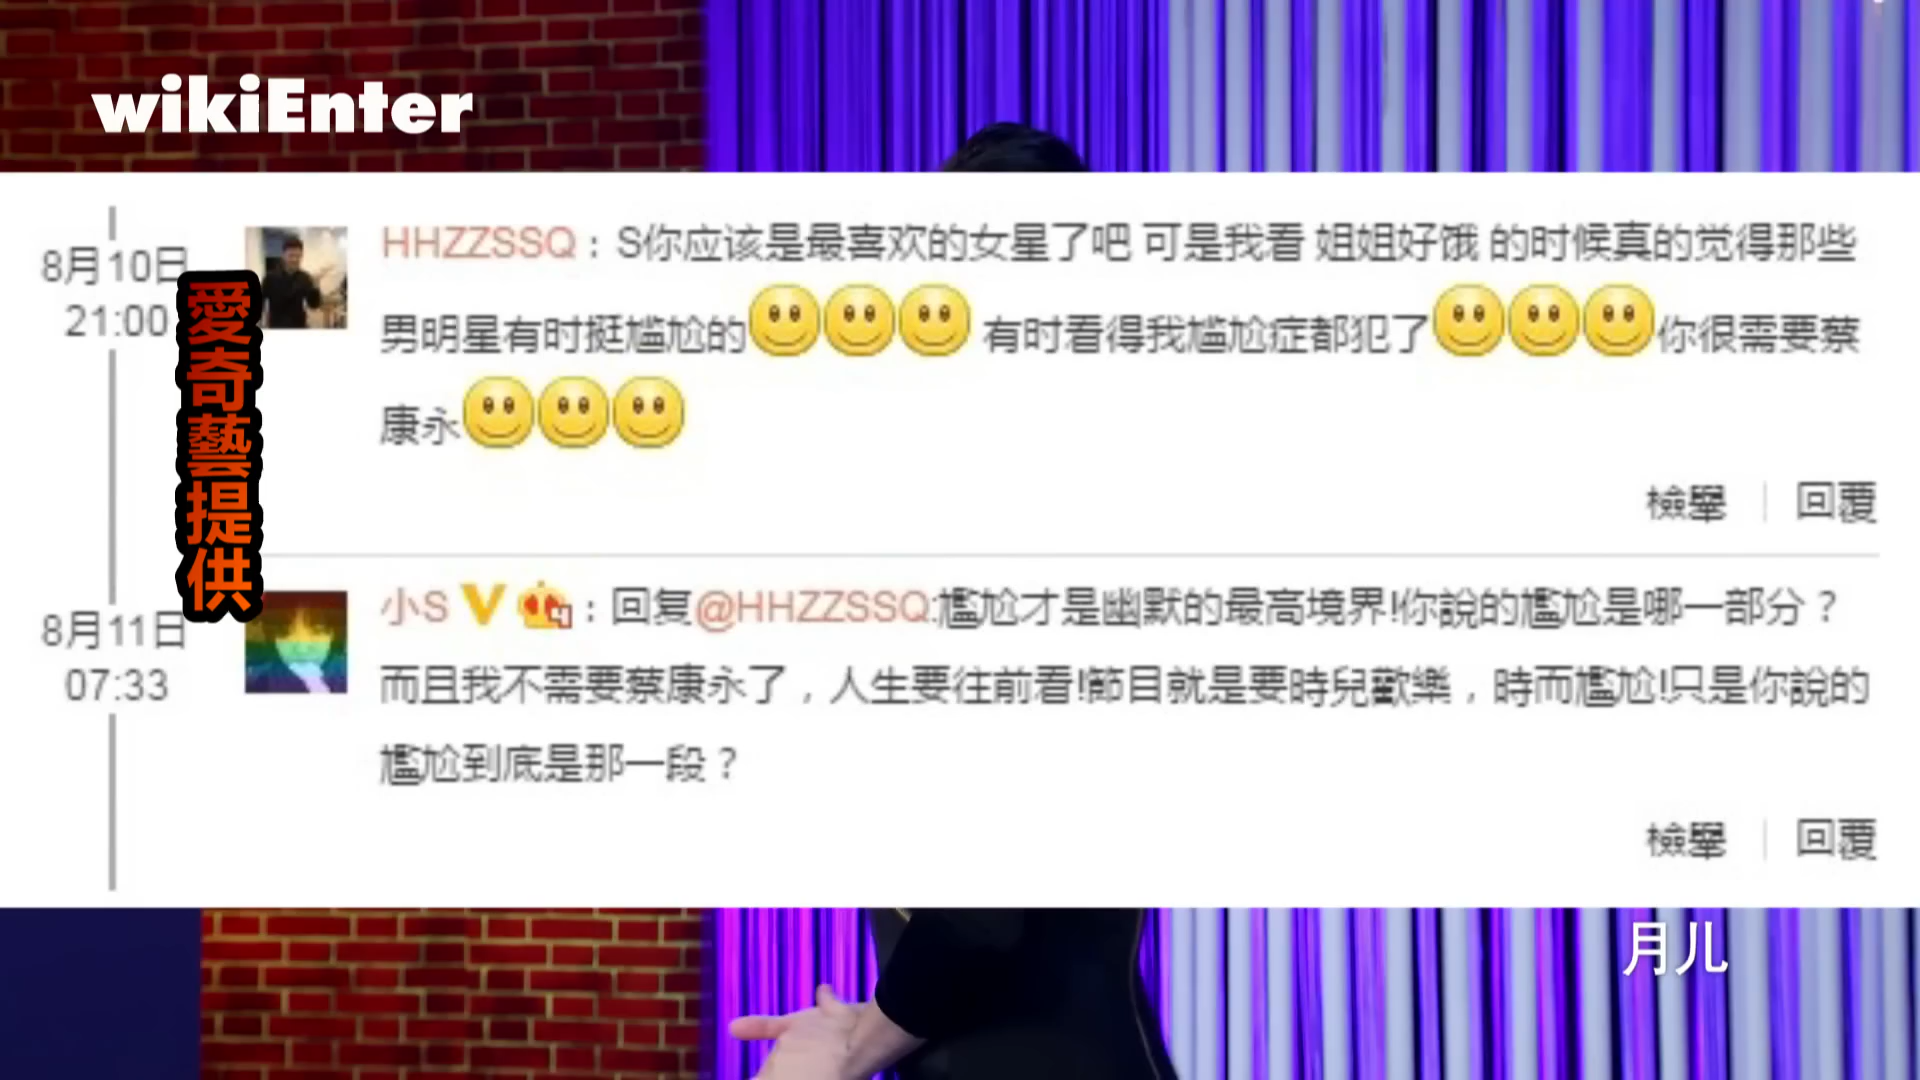 wikiEnter
8月10日
21:00
HHZZSSQ：S你应该是最喜欢的女星了吧 可是我看 姐姐好饿 的时候真的觉得那些
男明星有时挺尴尬的 有时看得我尴尬症都犯了 你很需要蔡
康永
檢舉 | 回覆
愛奇藝提供
8月11日
07:33
小S V 4：回复@HHZZSSQ:尷尬才是幽默的最高境界!你說的尷尬是哪一部分？
而且我不需要蔡康永了，人生要往前看!節目就是要時兒歡樂，時而尷尬!只是你說的
尷尬到底是那一段？
檢舉 | 回覆
月儿